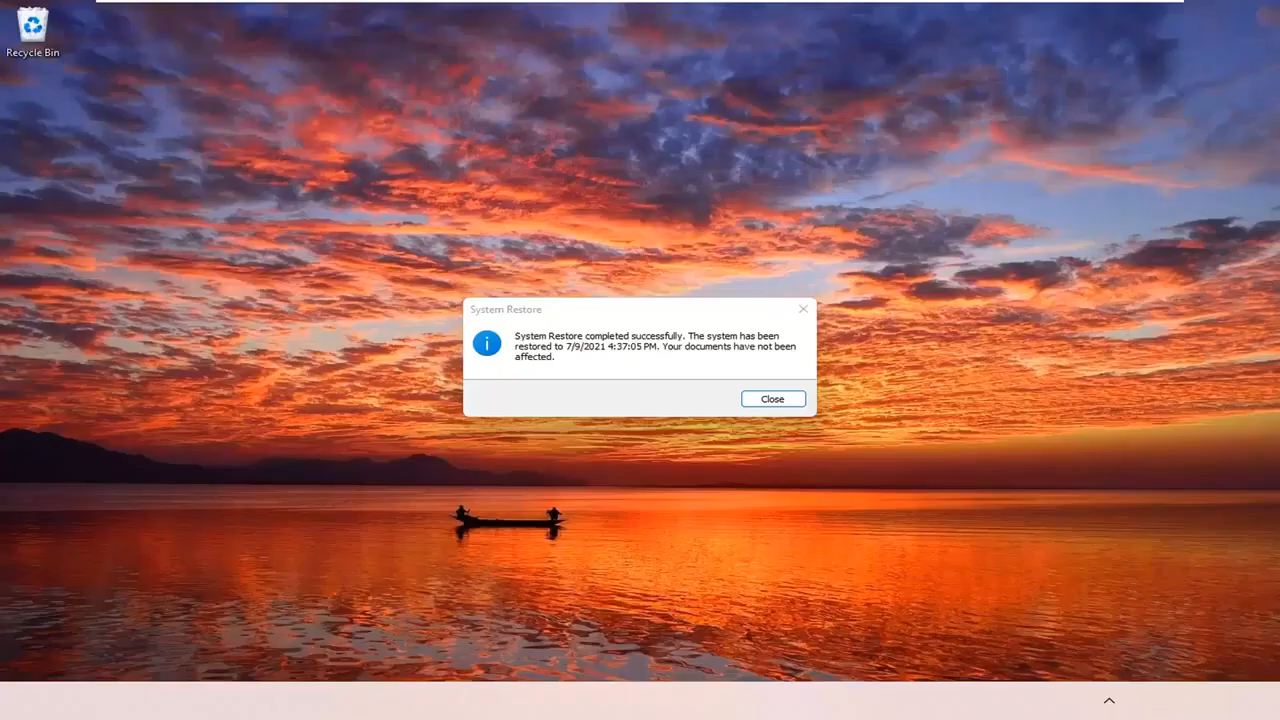 Recycle Bin
System Restore
System Restore completed successfully. The system has been
restored to 7/9/2021 4:37:05 PM. Your documents have not been
affected.
Close